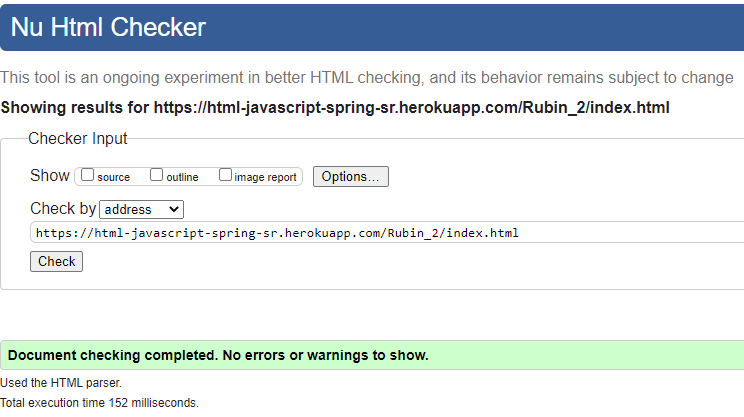 Nu Html Checker
This tool is an ongoing experiment in better HTML checking, and its behavior remains subject to change
Showing results for https://html-javascript-spring-sr.herokuapp.com/Rubin_2/index.html
Checker Input
Show source outline image report Options...
Check by address
https://html-javascript-spring-sr.herokuapp.com/Rubin_2/index.html
Check
Document checking completed. No errors or warnings to show.
Used the HTML parser.
Total execution time 152 milliseconds.